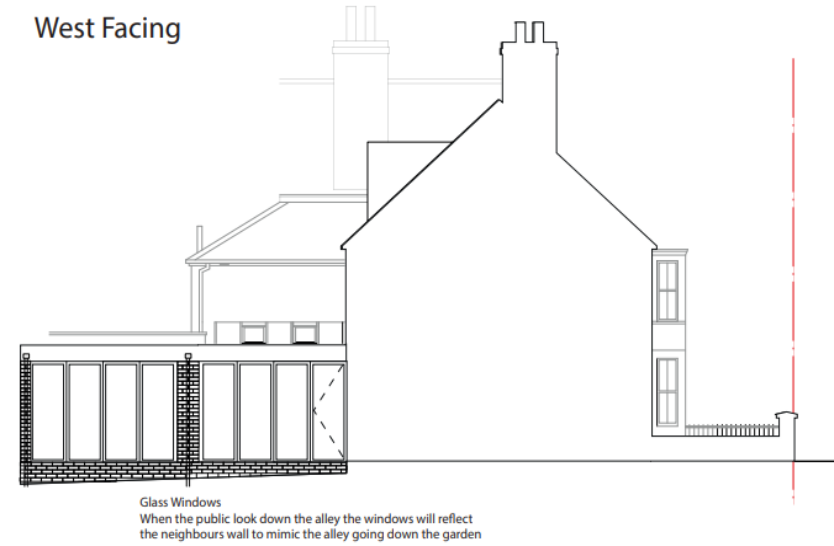 West Facing
Glass Windows
When the public look down the alley the windows will reflect
the neighbours wall to mimic the alley going down the garden